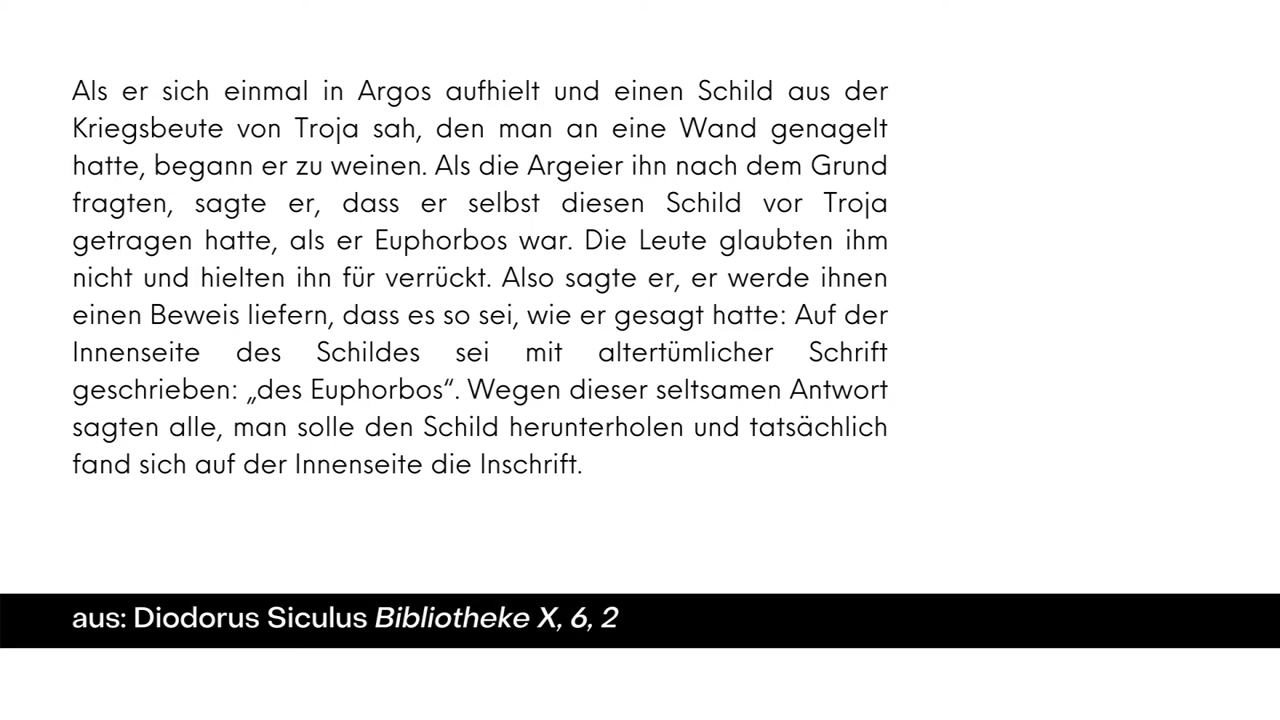 Als er sich einmal in Argos aufhielt und einen Schild aus der
Kriegsbeute von Troja sah, den man an eine Wand genagelt
hatte, begann er zu weinen. Als die Argeier ihn nach dem Grund
fragten, sagte er, dass er selbst diesen Schild vor Troja
getragen hatte, als er Euphorbos war. Die Leute glaubten ihm
nicht und hielten ihn für verrückt. Also sagte er, er werde ihnen
einen Beweis liefern, dass es so sei, wie er gesagt hatte: Auf der
Innenseite des Schildes sei mit altertümlicher Schrift
geschrieben: „des Euphorbos“. Wegen dieser seltsamen Antwort
sagten alle, man solle den Schild herunterholen und tatsächlich
fand sich auf der Innenseite die Inschrift.
aus: Diodorus Siculus Bibliotheke X, 6, 2